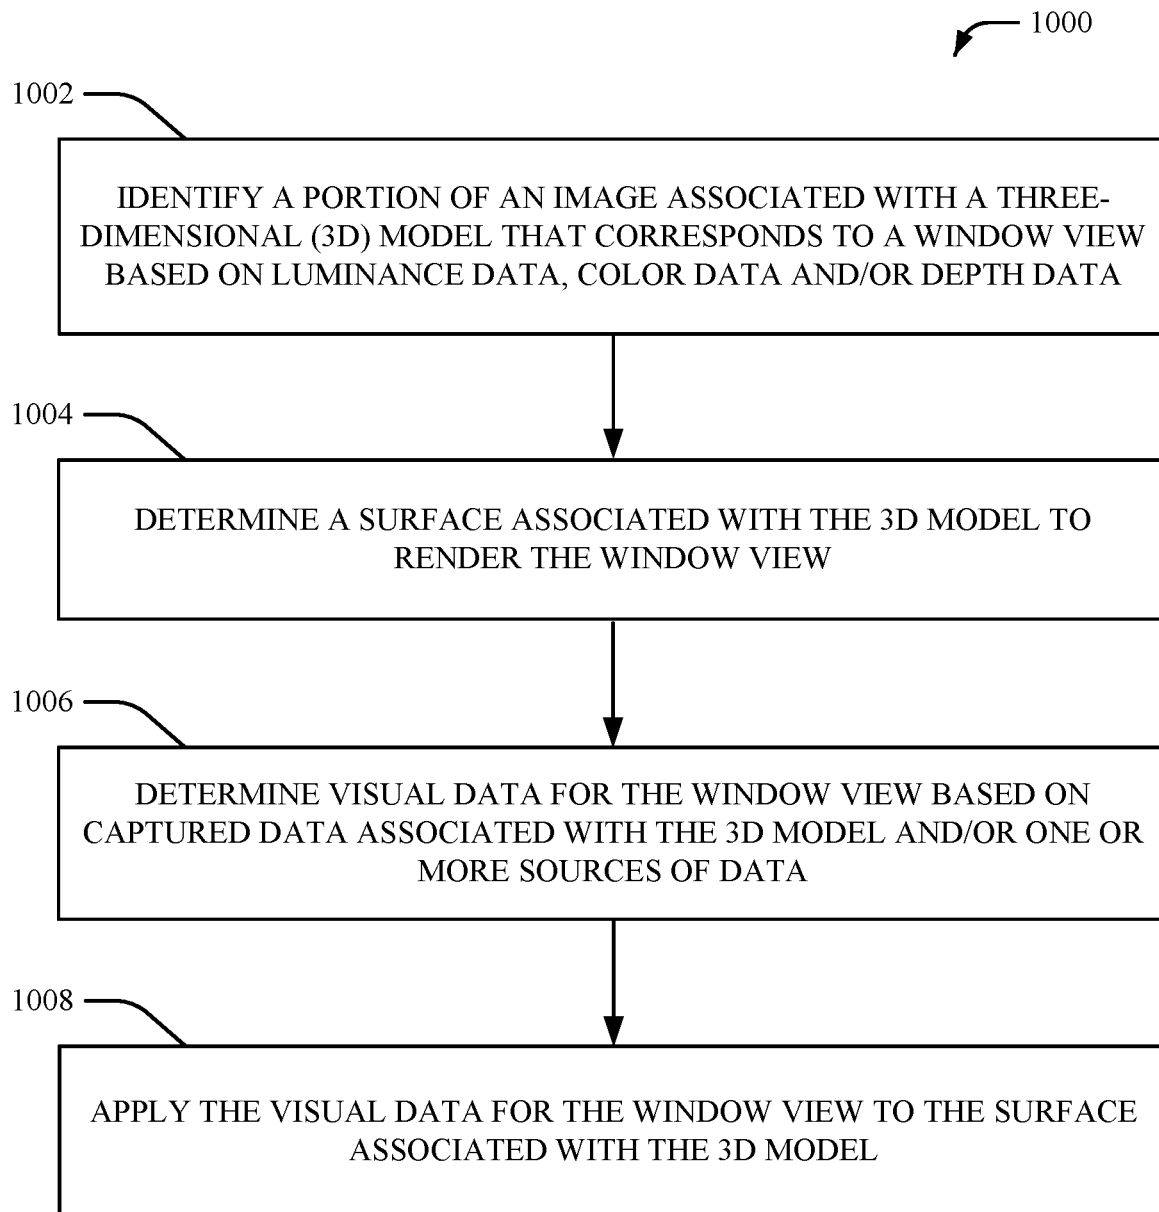 1000
1002
IDENTIFY A PORTION OF AN IMAGE ASSOCIATED WITH A THREE-
DIMENSIONAL (3D) MODEL THAT CORRESPONDS TO A WINDOW VIEW
BASED ON LUMINANCE DATA, COLOR DATA AND/OR DEPTH DATA
1004
DETERMINE A SURFACE ASSOCIATED WITH THE 3D MODEL TO
RENDER THE WINDOW VIEW
1006
DETERMINE VISUAL DATA FOR THE WINDOW VIEW BASED ON
CAPTURED DATA ASSOCIATED WITH THE 3D MODEL AND/OR ONE OR
MORE SOURCES OF DATA
1008
APPLY THE VISUAL DATA FOR THE WINDOW VIEW TO THE SURFACE
ASSOCIATED WITH THE 3D MODEL